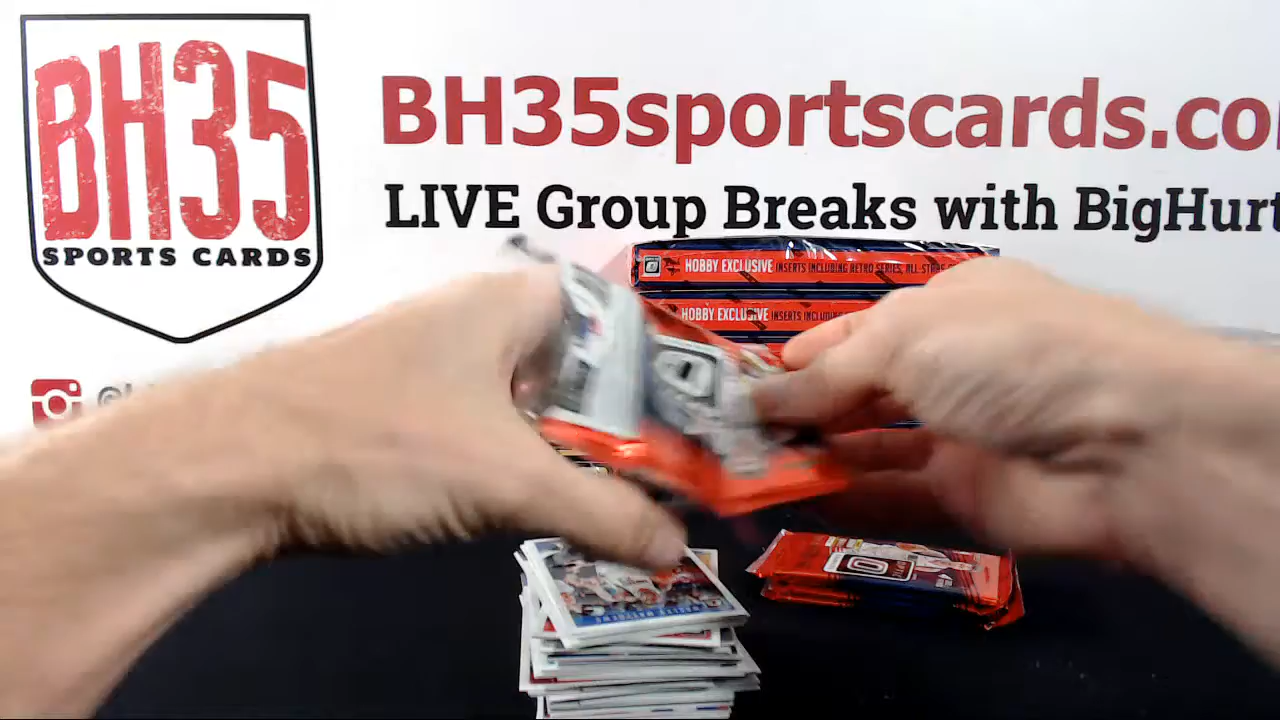 BH35
SPORTS CARDS
BH35sportscards.co
LIVE Group Breaks with BigHurt
HOBBY EXCLUSIVE INSERTS INCLUDING RETRO SERIES, ALL-STARS
HOBBY EXCLUSIVE INSERTS INCLUDING